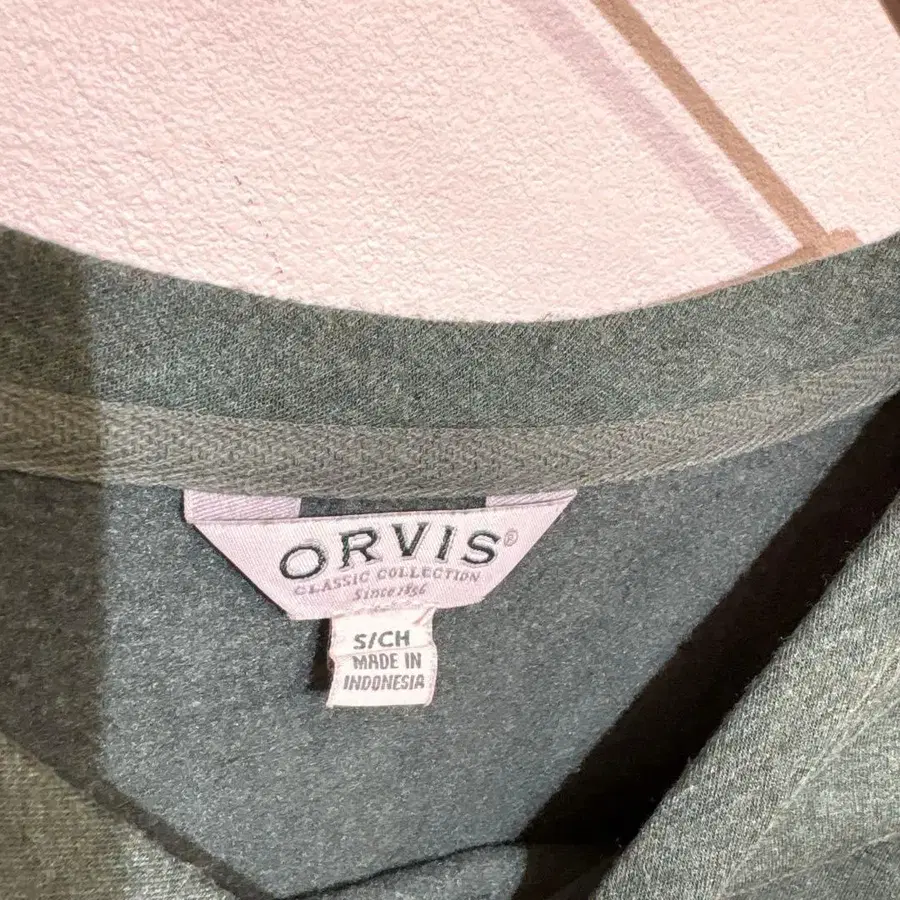 ORVIS®
CLASSIC COLLECTION
Since 1856
S/CH
MADE IN
INDONESIA